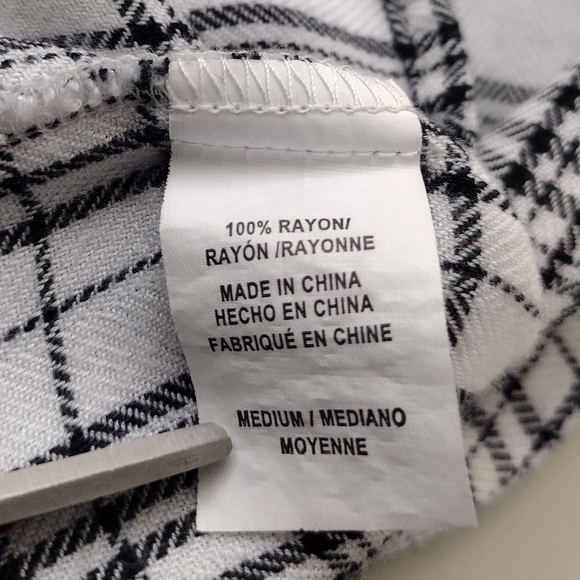 100% RAYON/
RAYÓN /RAYONNE
MADE IN CHINA
HECHO EN CHINA
FABRIQUÉ EN CHINE
MEDIUM / MEDIANO
MOYENNE